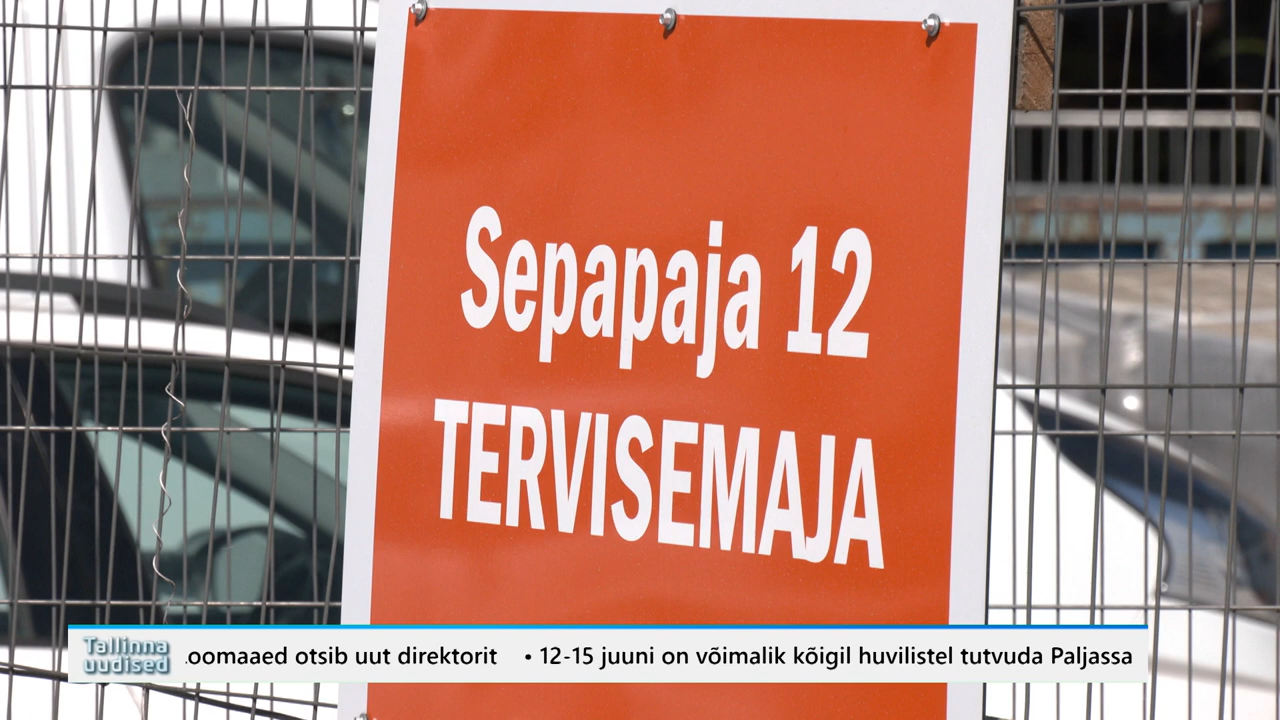 Sepapaja 12
TERVISEMAJA
Tallinna
uudised
oomaaed otsib uut direktorit • 12-15 juuni on võimalik kõigil huvilistel tutvuda Paljassa